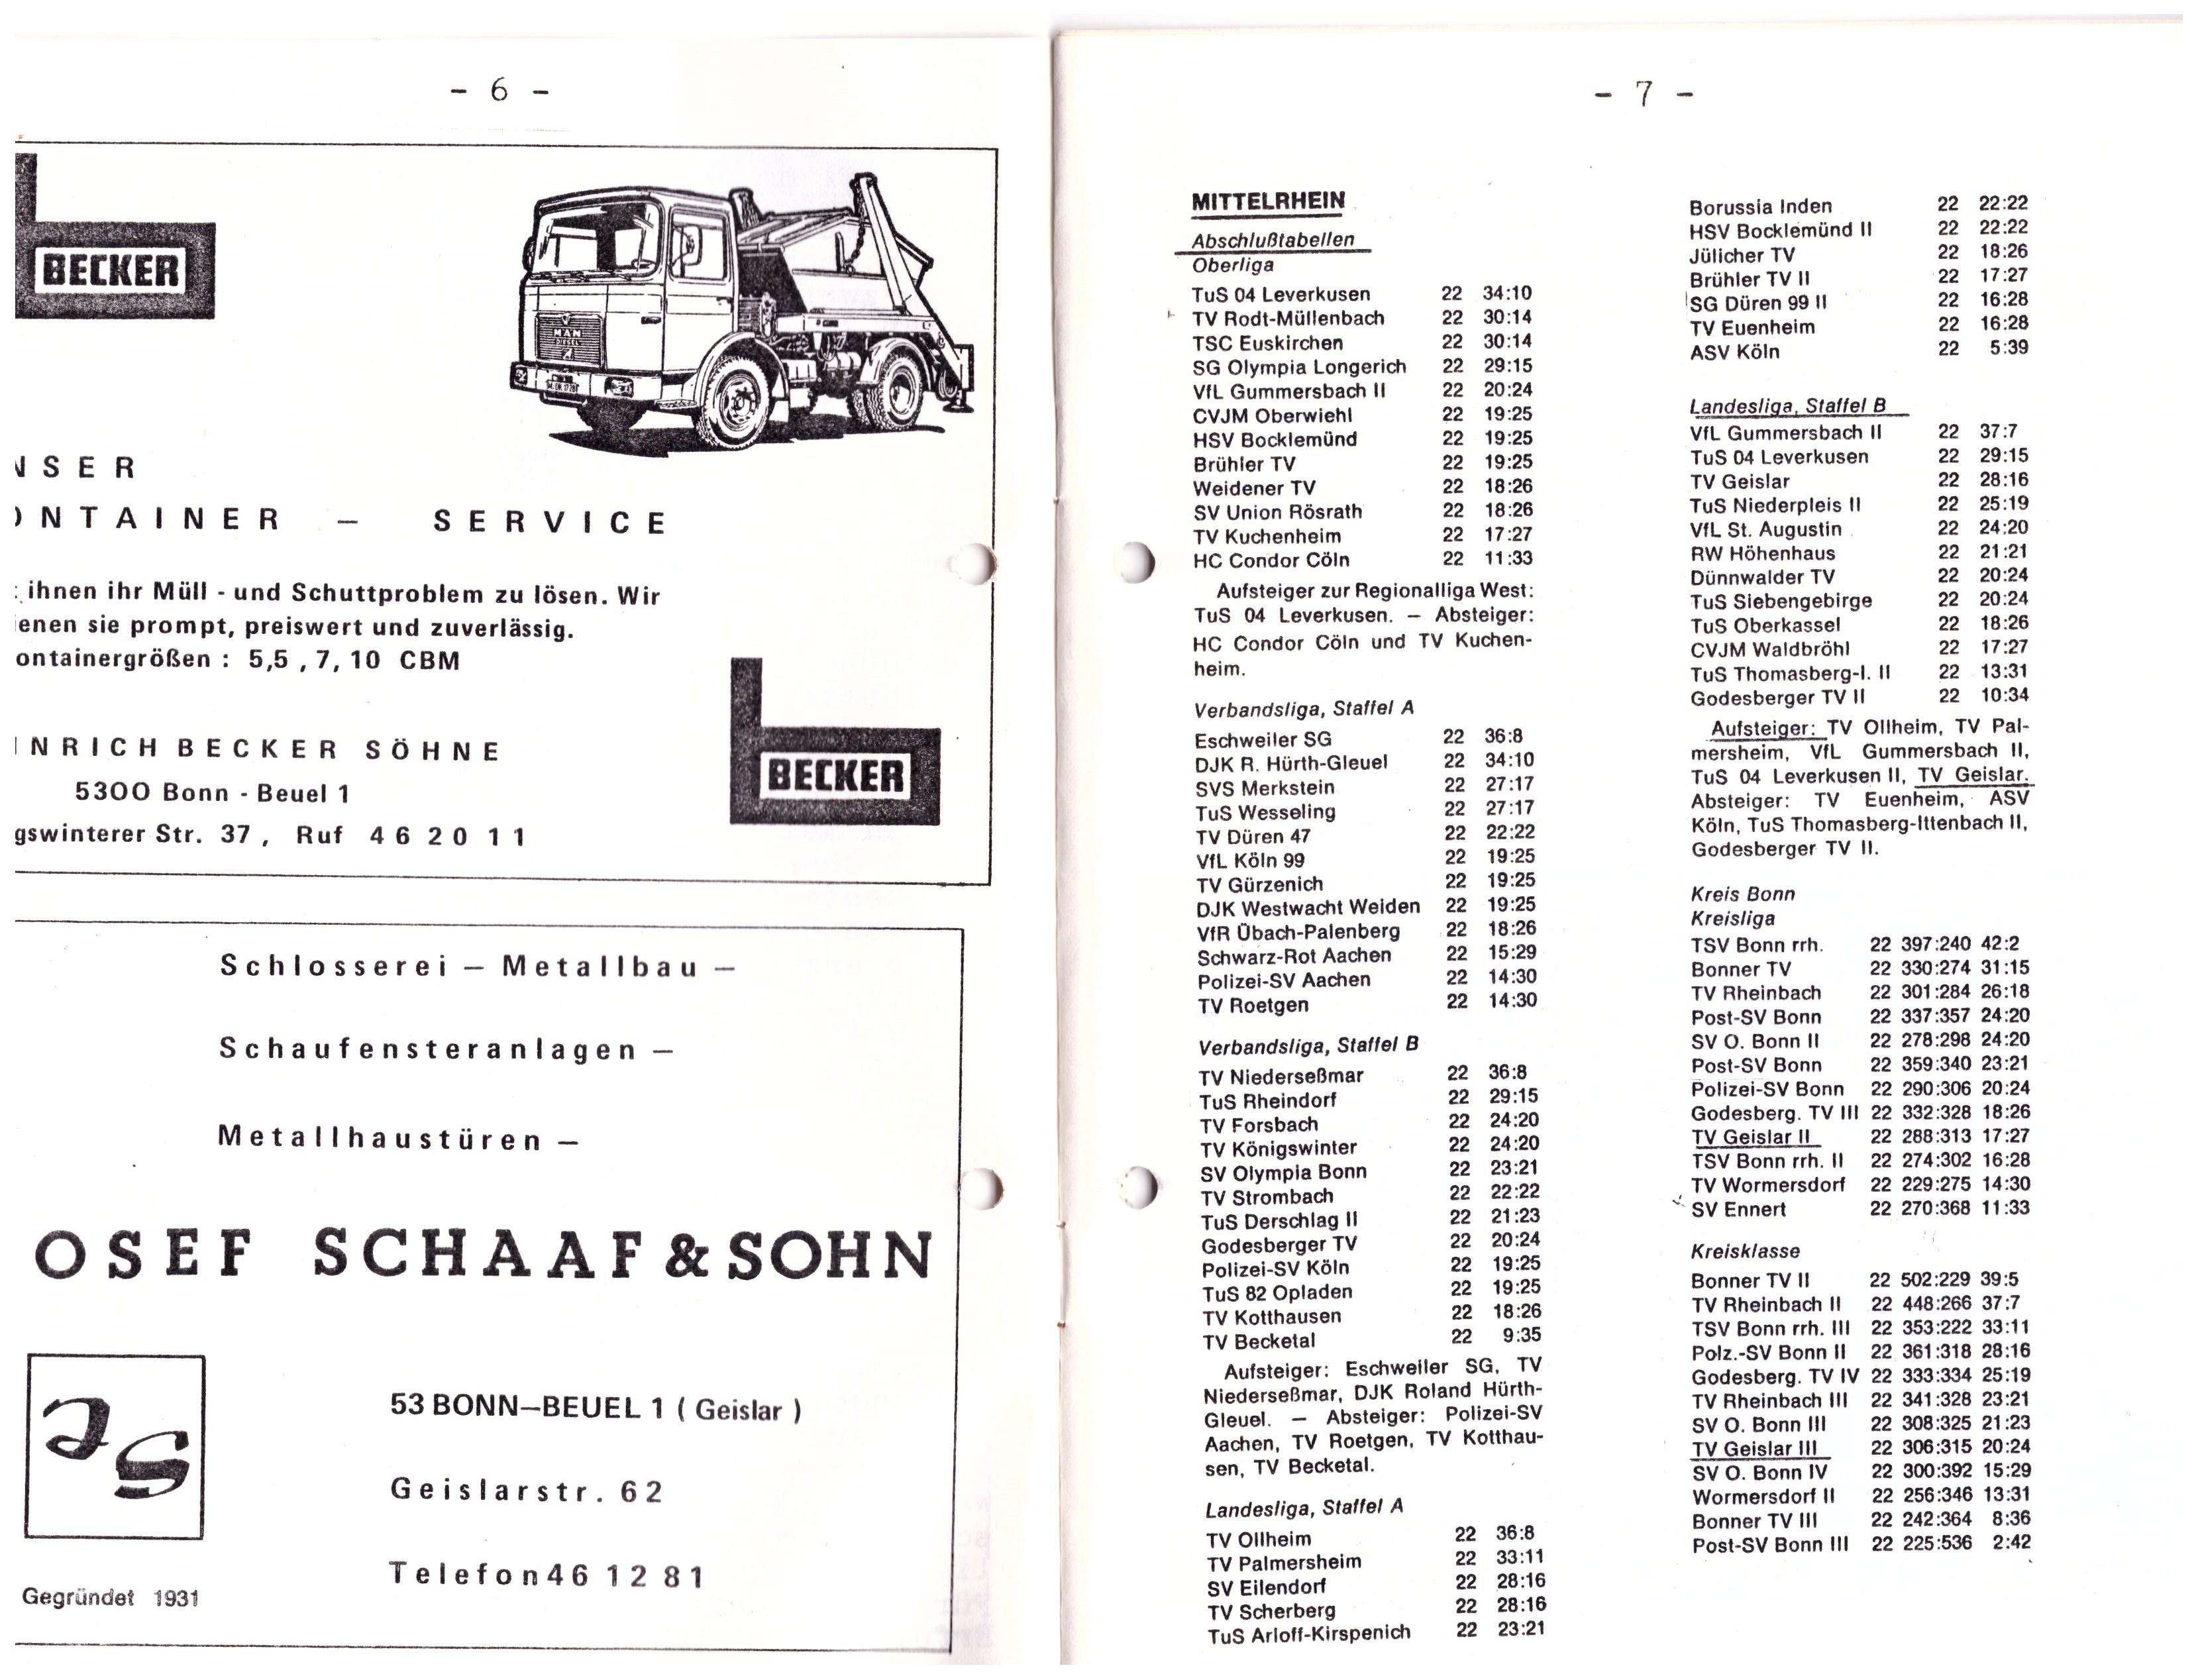 - 6 -
BECKER
MAN
DIESEL
NSER
ONTAINER - SERVICE
ihnen ihr Müll - und Schuttproblem zu lösen. Wir
enen sie prompt, preiswert und zuverlässig.
ontainergrößen : 5,5 , 7, 10 CBM
BECKER
INRICH BECKER SÖHNE
5300 Bonn - Beuel 1
gswinterer Str. 37 , Ruf 4 6 2 0 1 1
Schlosserei — Metallbau —
Schaufensteranlagen —
Metallhaustüren —
OSEF SCHAAF & SOHN
53 BONN—BEUEL 1 ( Geislar )
Geislarstr. 62
Telefon 46 12 81
Gegründet 1931
- 7 -
MITTELRHEIN
Abschlußtabellen
Oberliga
TuS 04 Leverkusen 22 34:10
TV Rodt-Müllenbach 22 30:14
TSC Euskirchen 22 30:14
SG Olympia Longerich 22 29:15
VfL Gummersbach II 22 20:24
CVJM Oberwiehl 22 19:25
HSV Bocklemünd 22 19:25
Brühler TV 22 19:25
Weidener TV 22 18:26
SV Union Rösrath 22 18:26
TV Kuchenheim 22 17:27
HC Condor Cöln 22 11:33
Aufsteiger zur Regionalliga West:
TuS 04 Leverkusen. — Absteiger:
HC Condor Cöln und TV Kuchen-
heim.
Verbandsliga, Staffel A
Eschweiler SG 22 36:8
DJK R. Hürth-Gleuel 22 34:10
SVS Merkstein 22 27:17
TuS Wesseling 22 27:17
TV Düren 47 22 22:22
VfL Köln 99 22 19:25
TV Gürzenich 22 19:25
DJK Westwacht Weiden 22 19:25
VfR Übach-Palenberg 22 18:26
Schwarz-Rot Aachen 22 15:29
Polizei-SV Aachen 22 14:30
TV Roetgen 22 14:30
Verbandsliga, Staffel B
TV Niederseßmar 22 36:8
TuS Rheindorf 22 29:15
TV Forsbach 22 24:20
TV Königswinter 22 24:20
SV Olympia Bonn 22 23:21
TV Strombach 22 22:22
TuS Derschlag II 22 21:23
Godesberger TV 22 20:24
Polizei-SV Köln 22 19:25
TuS 82 Opladen 22 19:25
TV Kotthausen 22 18:26
TV Becketal 22 9:35
Aufsteiger: Eschweiler SG, TV
Niederseßmar, DJK Roland Hürth-
Gleuel. — Absteiger: Polizei-SV
Aachen, TV Roetgen, TV Kotthau-
sen, TV Becketal.
Landesliga, Staffel A
TV Ollheim 22 36:8
TV Palmersheim 22 33:11
SV Eilendorf 22 28:16
TV Scherberg 22 28:16
TuS Arloff-Kirspenich 22 23:21
Borussia Inden 22 22:22
HSV Bocklemünd II 22 22:22
Jülicher TV 22 18:26
Brühler TV II 22 17:27
SG Düren 99 II 22 16:28
TV Euenheim 22 16:28
ASV Köln 22 5:39
Landesliga, Staffel B
VfL Gummersbach II 22 37:7
TuS 04 Leverkusen 22 29:15
TV Geislar 22 28:16
TuS Niederpleis II 22 25:19
VfL St. Augustin 22 24:20
RW Höhenhaus 22 21:21
Dünnwalder TV 22 20:24
TuS Siebengebirge 22 20:24
TuS Oberkassel 22 18:26
CVJM Waldbröhl 22 17:27
TuS Thomasberg-I. II 22 13:31
Godesberger TV II 22 10:34
Aufsteiger: TV Ollheim, TV Pal-
mersheim, VfL Gummersbach II,
TuS 04 Leverkusen II, TV Geislar.
Absteiger: TV Euenheim, ASV
Köln, TuS Thomasberg-Ittenbach II,
Godesberger TV II.
Kreis Bonn
Kreisliga
TSV Bonn rrh. 22 397:240 42:2
Bonner TV 22 330:274 31:15
TV Rheinbach 22 301:284 26:18
Post-SV Bonn 22 337:357 24:20
SV O. Bonn II 22 278:298 24:20
Post-SV Bonn 22 359:340 23:21
Polizei-SV Bonn 22 290:306 20:24
Godesberg. TV III 22 332:328 18:26
TV Geislar II 22 288:313 17:27
TSV Bonn rrh. II 22 274:302 16:28
TV Wormersdorf 22 229:275 14:30
SV Ennert 22 270:368 11:33
Kreisklasse
Bonner TV II 22 502:229 39:5
TV Rheinbach II 22 448:266 37:7
TSV Bonn rrh. III 22 353:222 33:11
Polz.-SV Bonn II 22 361:318 28:16
Godesberg. TV IV 22 333:334 25:19
TV Rheinbach III 22 341:328 23:21
SV O. Bonn III 22 308:325 21:23
TV Geislar III 22 306:315 20:24
SV O. Bonn IV 22 300:392 15:29
Wormersdorf II 22 256:346 13:31
Bonner TV III 22 242:364 8:36
Post-SV Bonn III 22 225:536 2:42